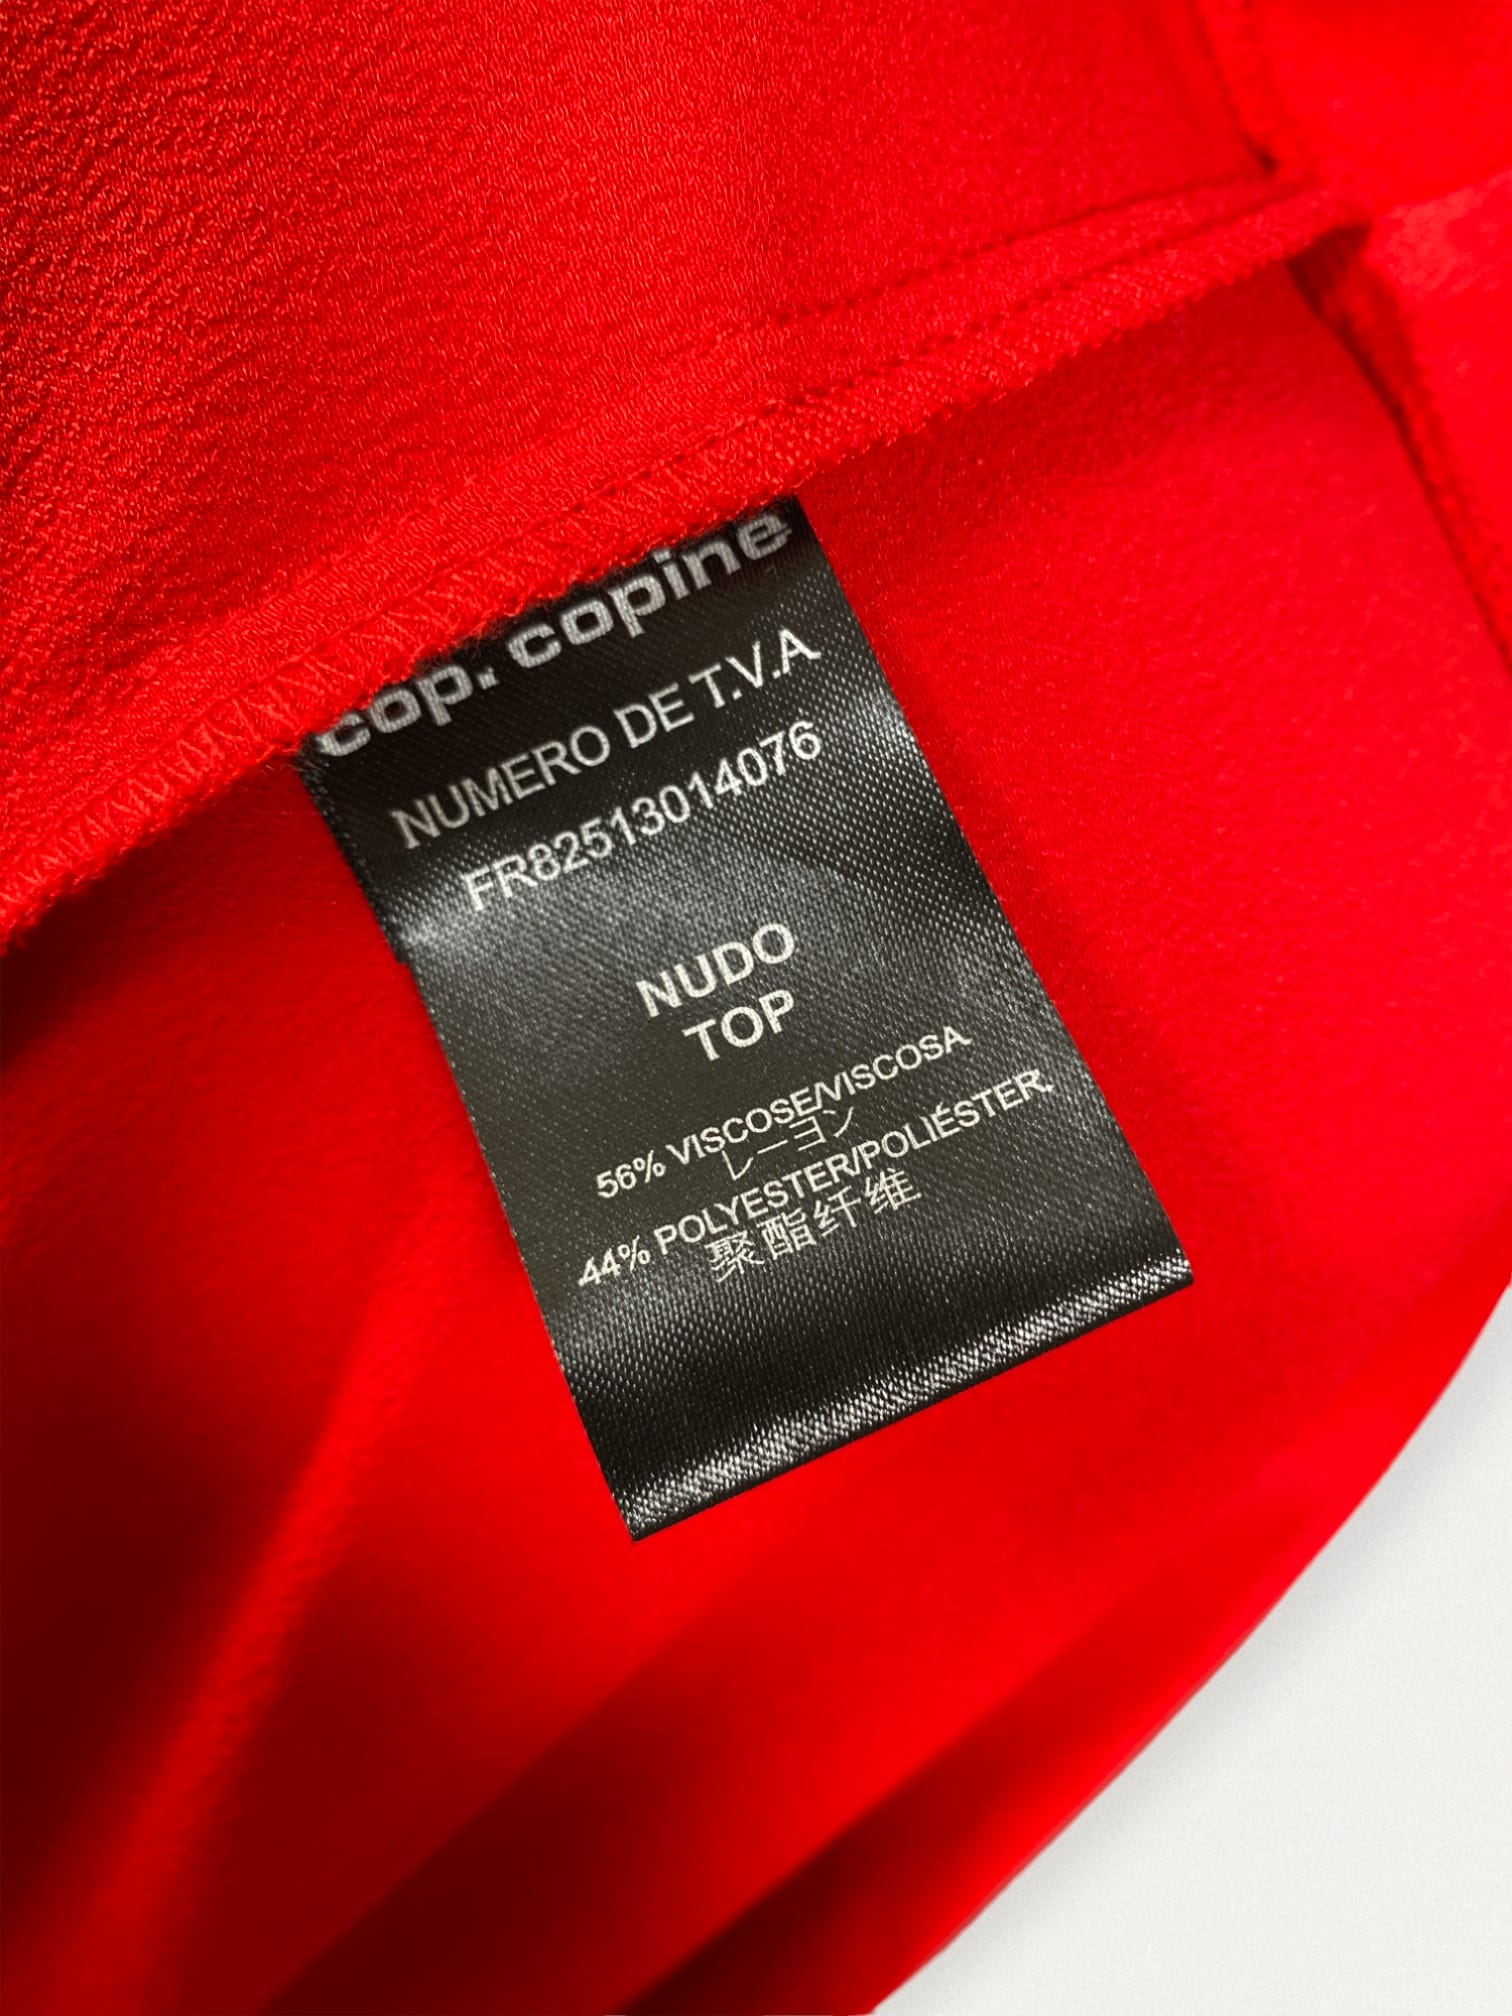 cop. copine
NUMERO DE T.V.A
FR82513014076
NUDO
TOP
56% VISCOSE/VISCOSA
レーヨン
44% POLYESTER/POLIÉSTER.
聚酯纤维